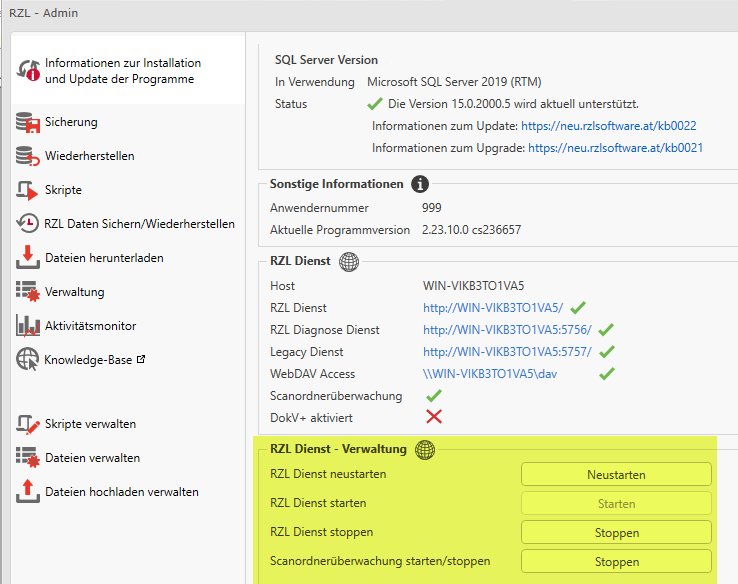 RZL - Admin
Informationen zur Installation
und Update der Programme
Sicherung
Wiederherstellen
Skripte
RZL Daten Sichern/Wiederherstellen
Dateien herunterladen
Verwaltung
Aktivitätsmonitor
Knowledge-Base
Skripte verwalten
Dateien verwalten
Dateien hochladen verwalten
SQL Server Version
In Verwendung Microsoft SQL Server 2019 (RTM)
Status Die Version 15.0.2000.5 wird aktuell unterstützt.
Informationen zum Update: https://neu.rzlsoftware.at/kb0022
Informationen zum Upgrade: https://neu.rzlsoftware.at/kb0021
Sonstige Informationen
Anwendernummer 999
Aktuelle Programmversion 2.23.10.0 cs236657
RZL Dienst
Host WIN-VIKB3TO1VA5
RZL Dienst http://WIN-VIKB3TO1VA5/
RZL Diagnose Dienst http://WIN-VIKB3TO1VA5:5756/
Legacy Dienst http://WIN-VIKB3TO1VA5:5757/
WebDAV Access \\WIN-VIKB3TO1VA5\dav
Scanordnerüberwachung
DokV+ aktiviert
RZL Dienst - Verwaltung
RZL Dienst neustarten Neustarten
RZL Dienst starten Starten
RZL Dienst stoppen Stoppen
Scanordnerüberwachung starten/stoppen Stoppen